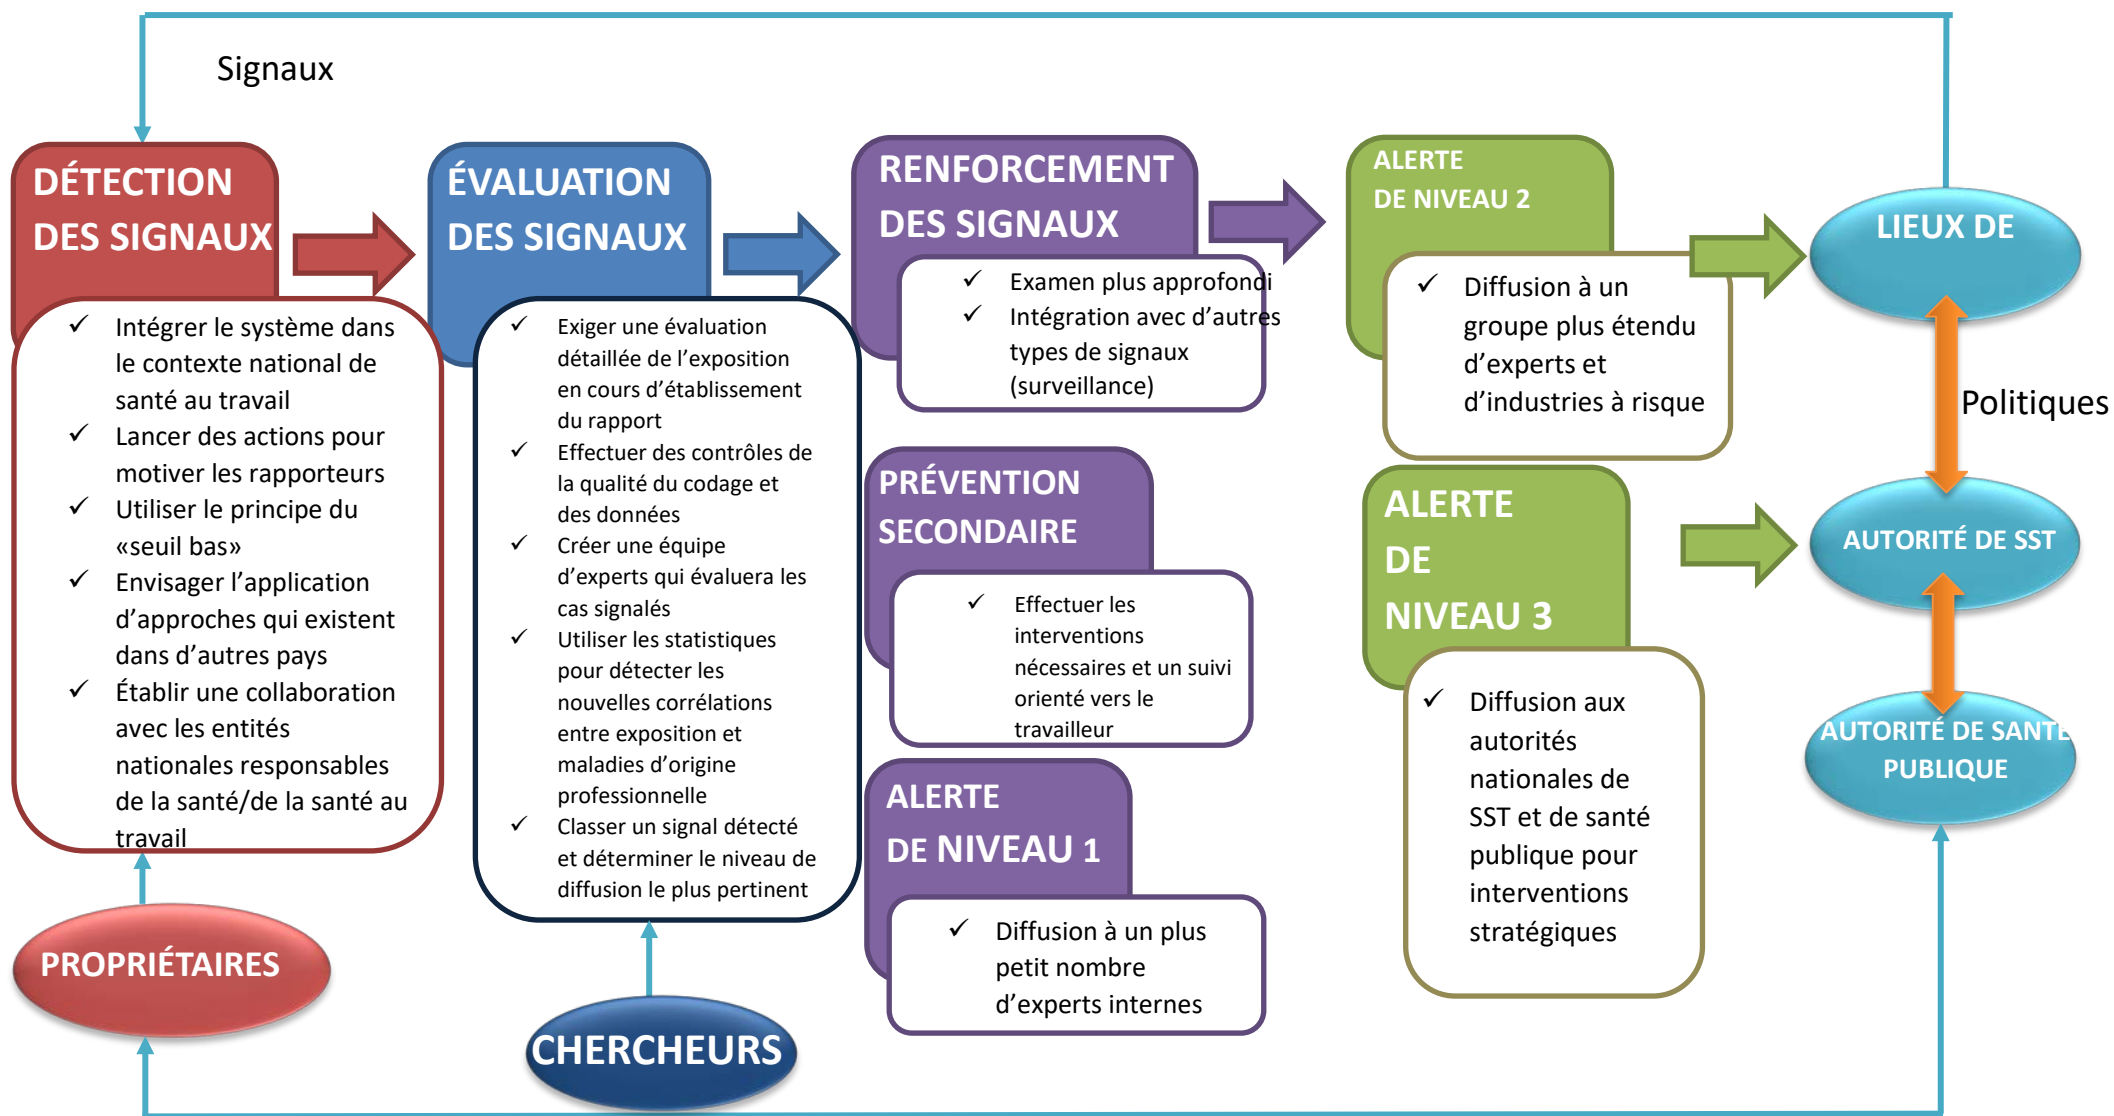 Signaux
DÉTECTION
DES SIGNAUX
✓ Intégrer le système dans
le contexte national de
santé au travail
✓ Lancer des actions pour
motiver les rapporteurs
✓ Utiliser le principe du
«seuil bas»
✓ Envisager l’application
d’approches qui existent
dans d’autres pays
✓ Établir une collaboration
avec les entités
nationales responsables
de la santé/de la santé au
travail
PROPRIÉTAIRES
ÉVALUATION
DES SIGNAUX
✓ Exiger une évaluation
détaillée de l’exposition
en cours d’établissement
du rapport
✓ Effectuer des contrôles de
la qualité du codage et
des données
✓ Créer une équipe
d’experts qui évaluera les
cas signalés
✓ Utiliser les statistiques
pour détecter les
nouvelles corrélations
entre exposition et
maladies d’origine
professionnelle
✓ Classer un signal détecté
et déterminer le niveau de
diffusion le plus pertinent
CHERCHEURS
RENFORCEMENT
DES SIGNAUX
✓ Examen plus approfondi
✓ Intégration avec d'autres
types de signaux
(surveillance)
PRÉVENTION
SECONDAIRE
✓ Effectuer les
interventions
nécessaires et un suivi
orienté vers le
travailleur
ALERTE
DE NIVEAU 1
✓ Diffusion à un plus
petit nombre
d’experts internes
ALERTE
DE NIVEAU 2
✓ Diffusion à un
groupe plus étendu
d’experts et
d’industries à risque
ALERTE
DE
NIVEAU 3
✓ Diffusion aux
autorités
nationales de
SST et de santé
publique pour
interventions
stratégiques
LIEUX DE
Politiques
AUTORITÉ DE SST
AUTORITÉ DE SANTÉ
PUBLIQUE